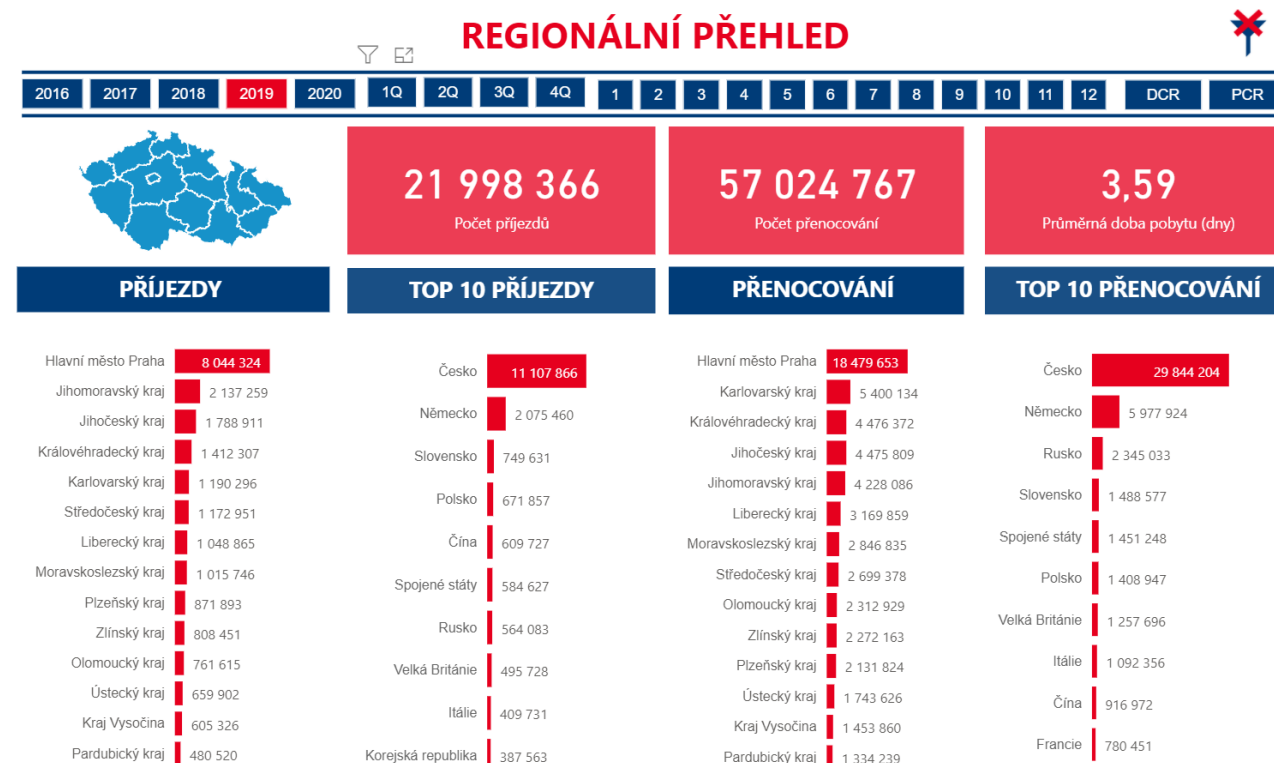 REGIONÁLNÍ PŘEHLED
2016 2017 2018 2019 2020 1Q 2Q 3Q 4Q 1 2 3 4 5 6 7 8 9 10 11 12 DCR PCR
21 998 366
Počet příjezdů
57 024 767
Počet přenocování
3,59
Průměrná doba pobytu (dny)
PŘÍJEZDY
Hlavní město Praha 8 044 324
Jihomoravský kraj 2 137 259
Jihočeský kraj 1 788 911
Královéhradecký kraj 1 412 307
Karlovarský kraj 1 190 296
Středočeský kraj 1 172 951
Liberecký kraj 1 048 865
Moravskoslezský kraj 1 015 746
Plzeňský kraj 871 893
Zlínský kraj 808 451
Olomoucký kraj 761 615
Ústecký kraj 659 902
Kraj Vysočina 605 326
Pardubický kraj 480 520
TOP 10 PŘÍJEZDY
Česko 11 107 866
Německo 2 075 460
Slovensko 749 631
Polsko 671 857
Čína 609 727
Spojené státy 584 627
Rusko 564 083
Velká Británie 495 728
Itálie 409 731
Korejská republika 387 563
PŘENOCOVÁNÍ
Hlavní město Praha 18 479 653
Karlovarský kraj 5 400 134
Královéhradecký kraj 4 476 372
Jihočeský kraj 4 475 809
Jihomoravský kraj 4 228 086
Liberecký kraj 3 169 859
Moravskoslezský kraj 2 846 835
Středočeský kraj 2 699 378
Olomoucký kraj 2 312 929
Zlínský kraj 2 272 163
Plzeňský kraj 2 131 824
Ústecký kraj 1 743 626
Kraj Vysočina 1 453 860
Pardubický kraj 1 334 239
TOP 10 PŘENOCOVÁNÍ
Česko 29 844 204
Německo 5 977 924
Rusko 2 345 033
Slovensko 1 488 577
Spojené státy 1 451 248
Polsko 1 408 947
Velká Británie 1 257 696
Itálie 1 092 356
Čína 916 972
Francie 780 451